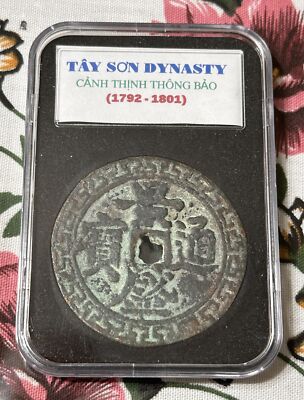 TÂY SƠN DYNASTY
CẢNH THỊNH THÔNG BẢO
(1792 - 1801)
景
盛
通
寶